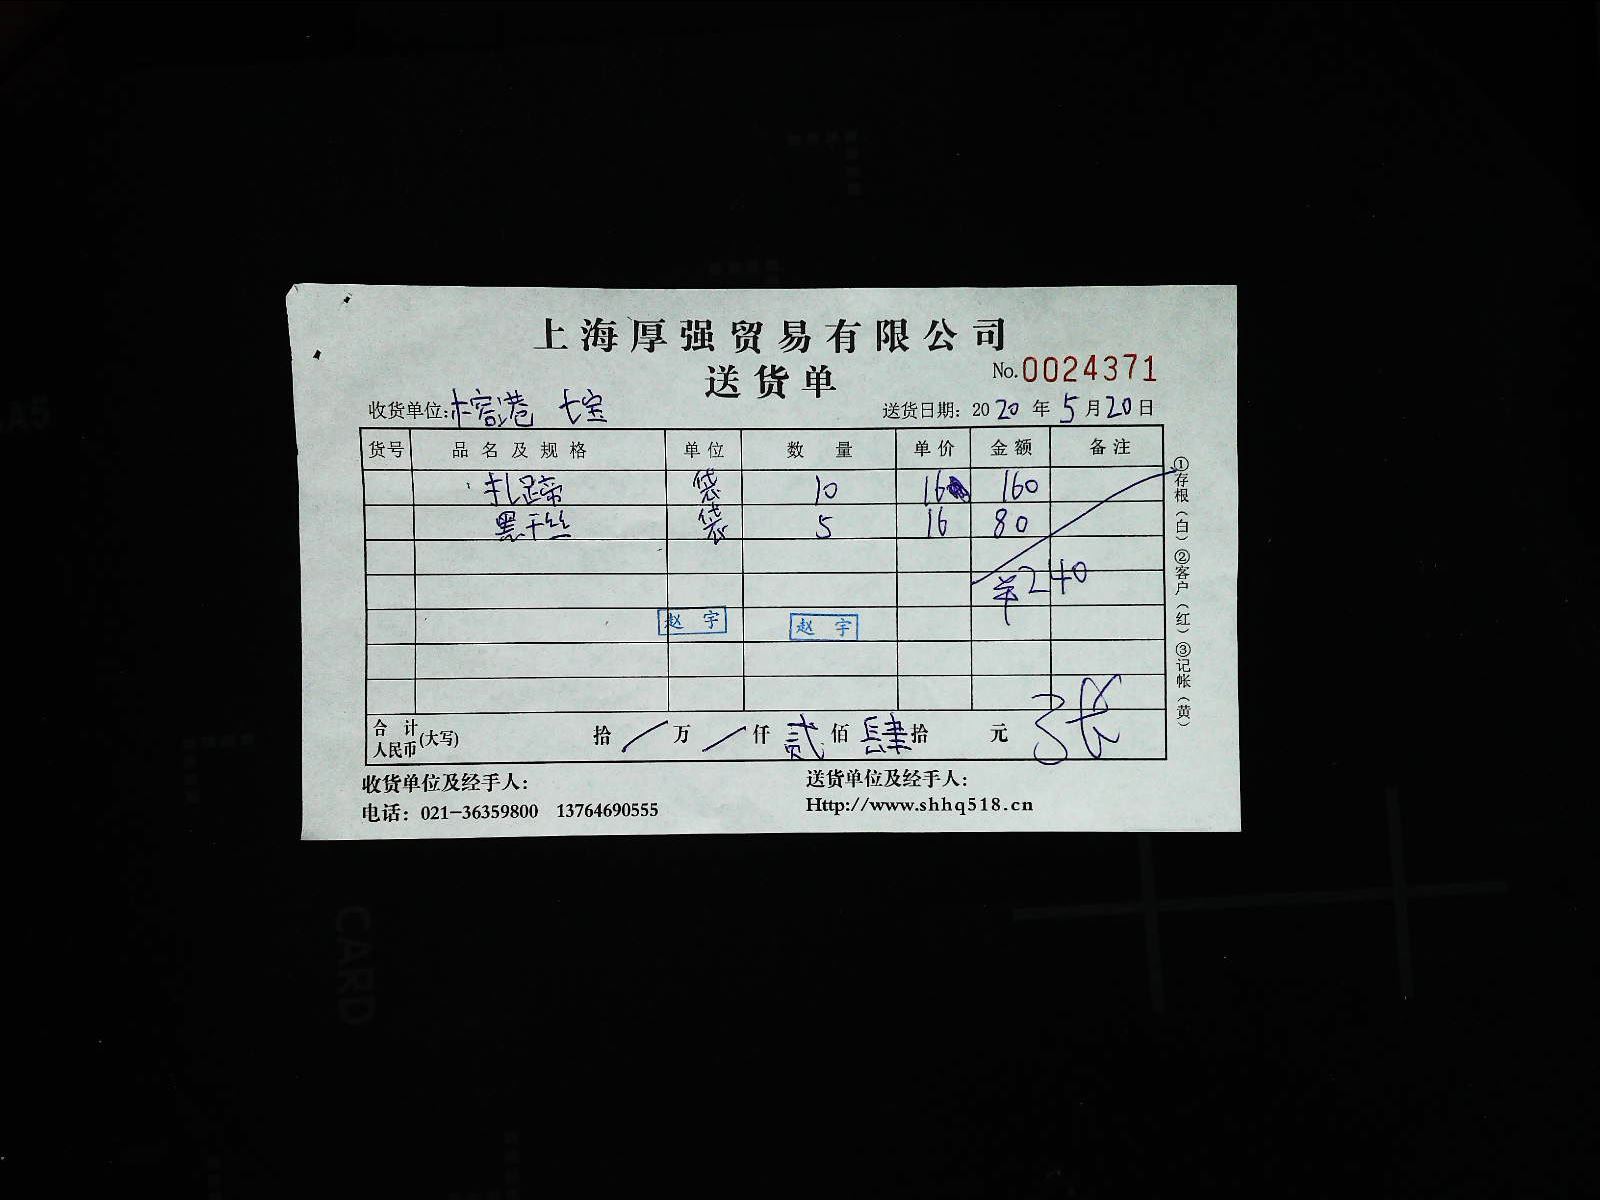 上海厚强贸易有限公司
送货单
No.0024371
收货单位:榕港 七宝
送货日期: 2020年5月20日
货号 品名及规格 单位 数量 单价 金额 备注
扎蹄 袋 10 16 160
黑干丝 袋 5 16 80
¥240
赵宇 赵宇
合计人民币(大写) 拾/万/仟贰佰肆拾 元
收货单位及经手人: 送货单位及经手人:
电话: 021-36359800 13764690555 Http://www.shhq518.cn
①存根(白)②客户(红)③记帐(黄)